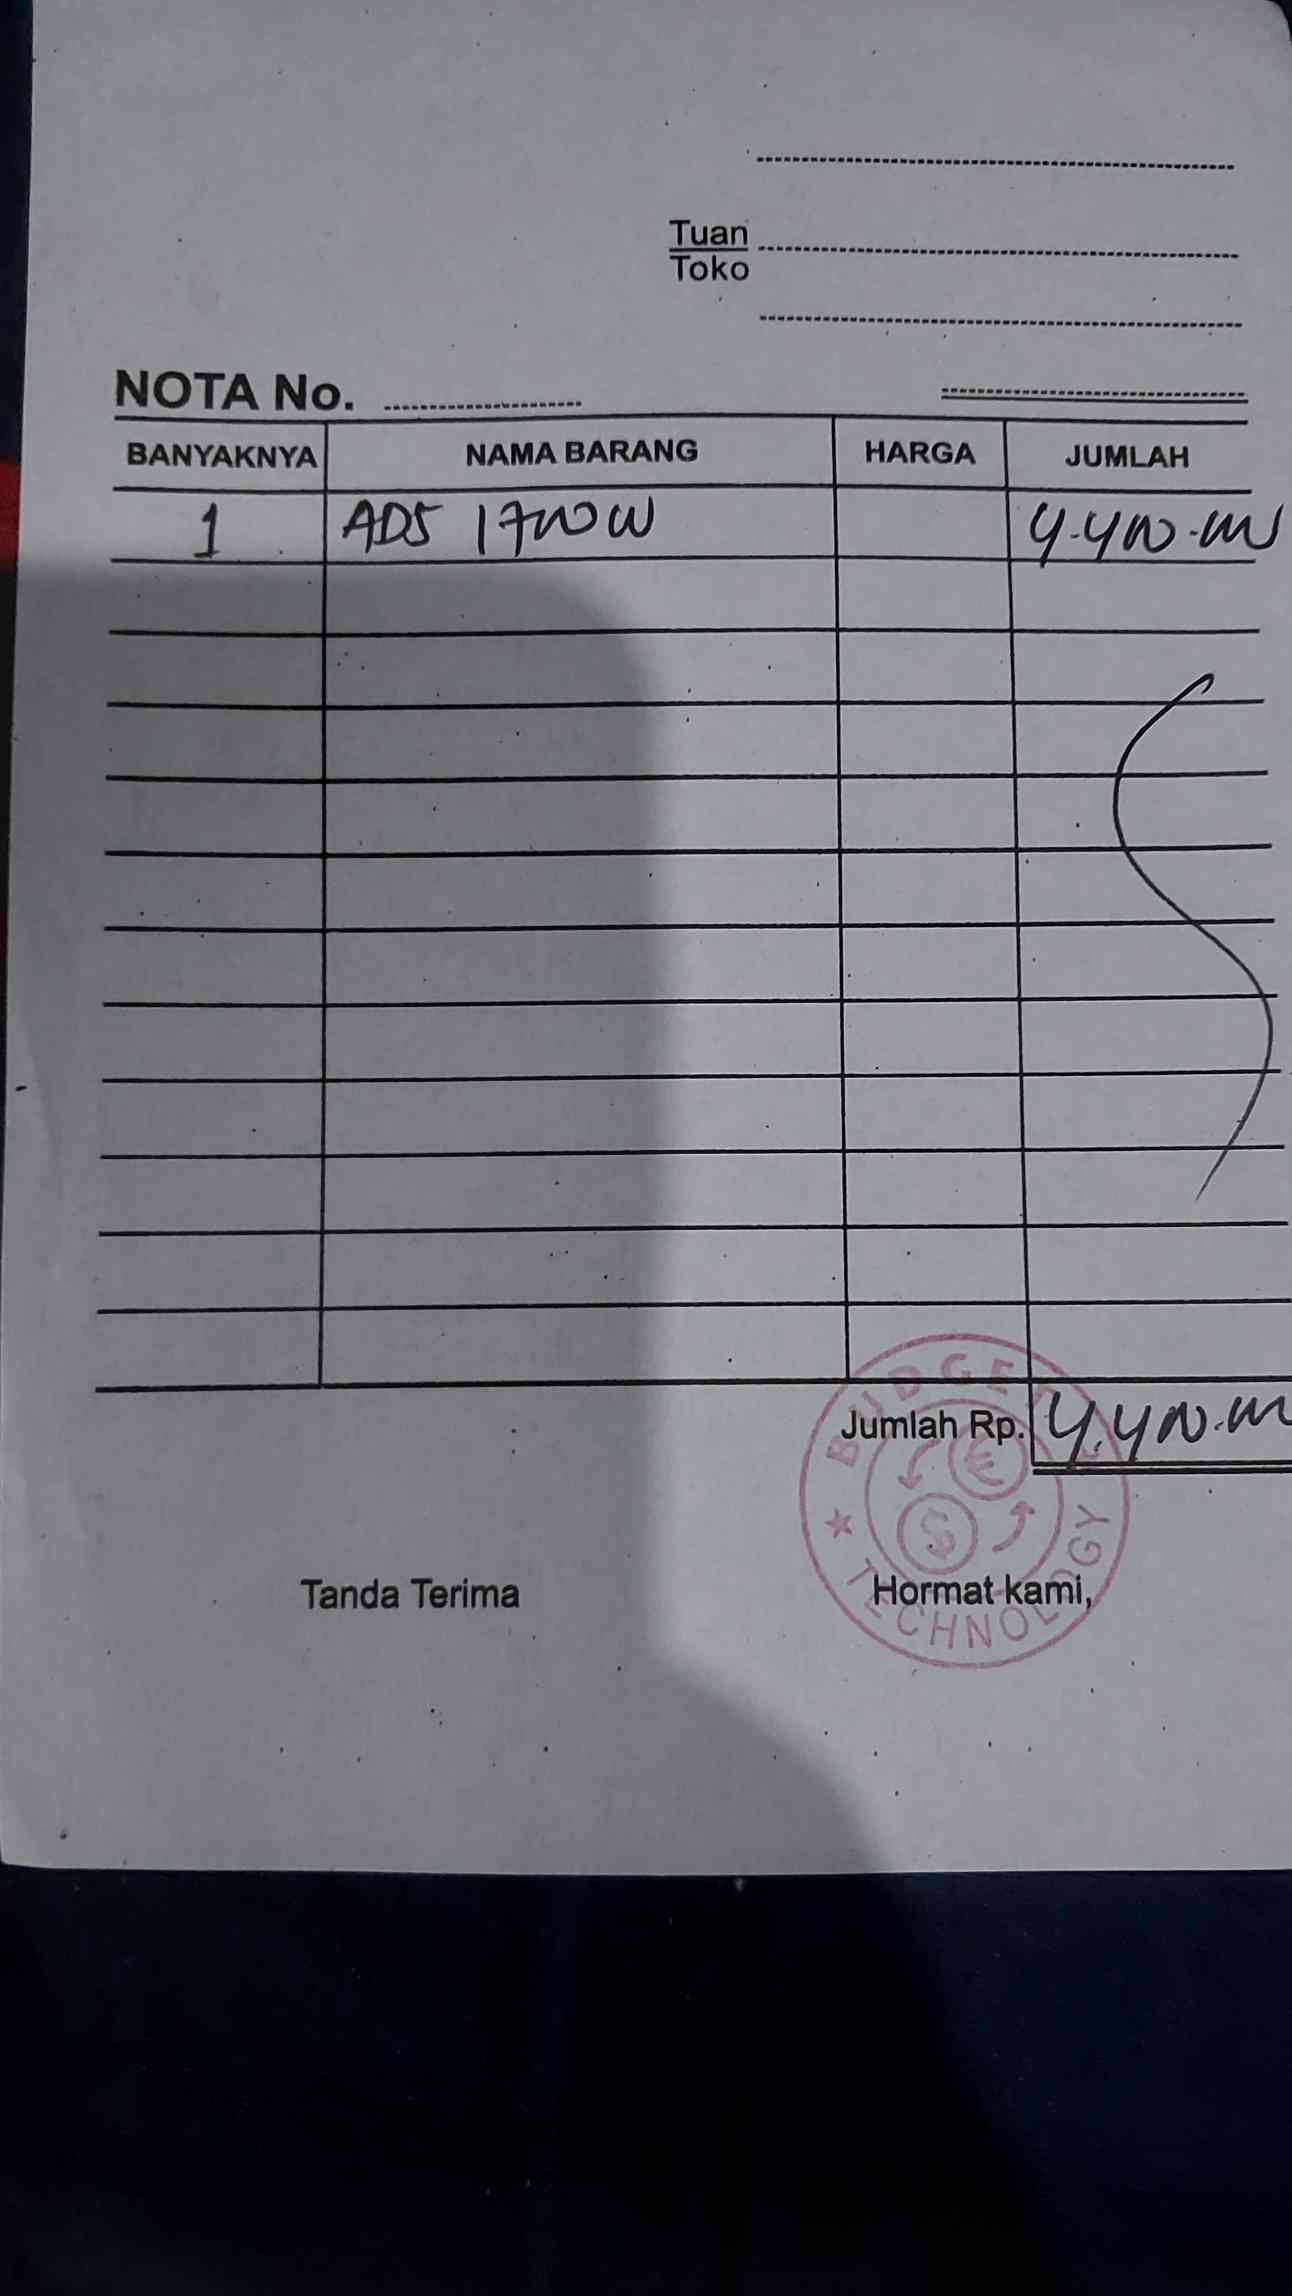 Tuan
Toko
NOTA No.
BANYAKNYA NAMA BARANG HARGA JUMLAH
1 ADS 1700W 4.400.000
Jumlah Rp. 4.400.000
BUDGET TECHNOLOGY
Tanda Terima Hormat kami,